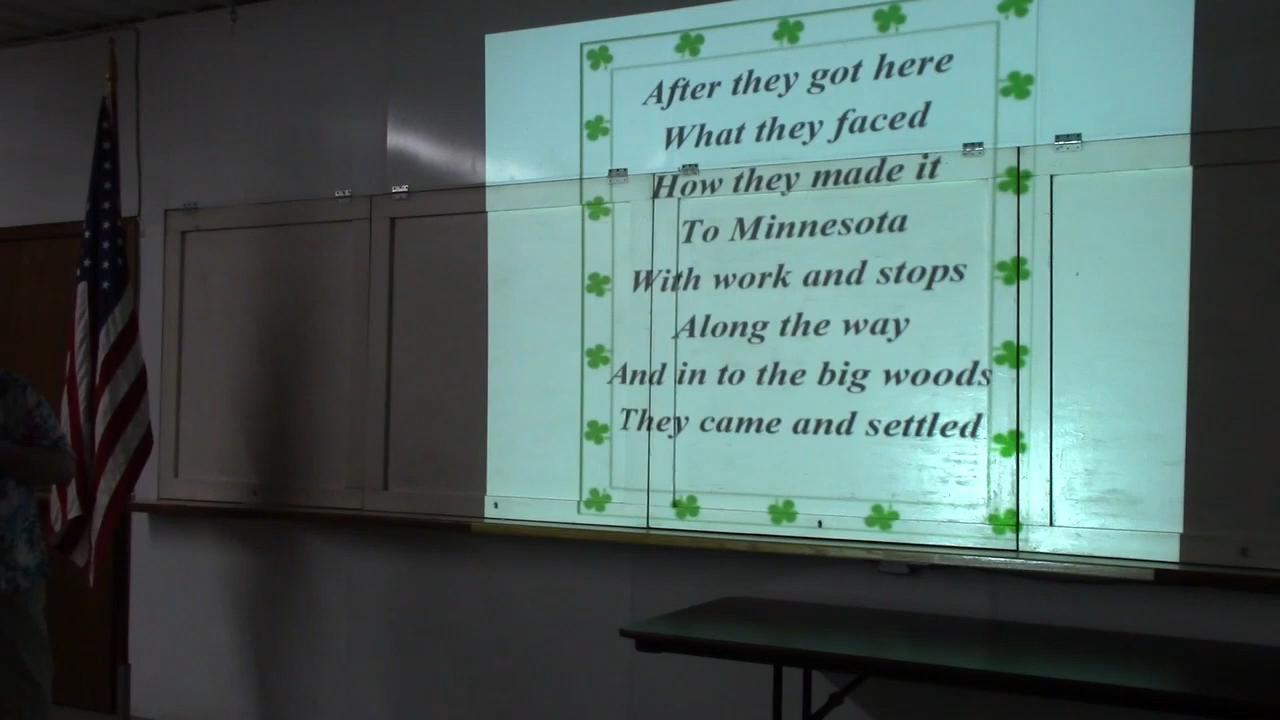 After they got here
What they faced
How they made it
To Minnesota
With work and stops
Along the way
And in to the big woods
They came and settled